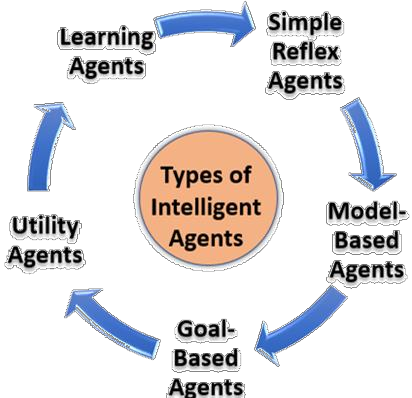 Learning
Agents
Simple
Reflex
Agents
Types of
Intelligent
Agents
Model-
Based
Agents
Utility
Agents
Goal-
Based
Agents